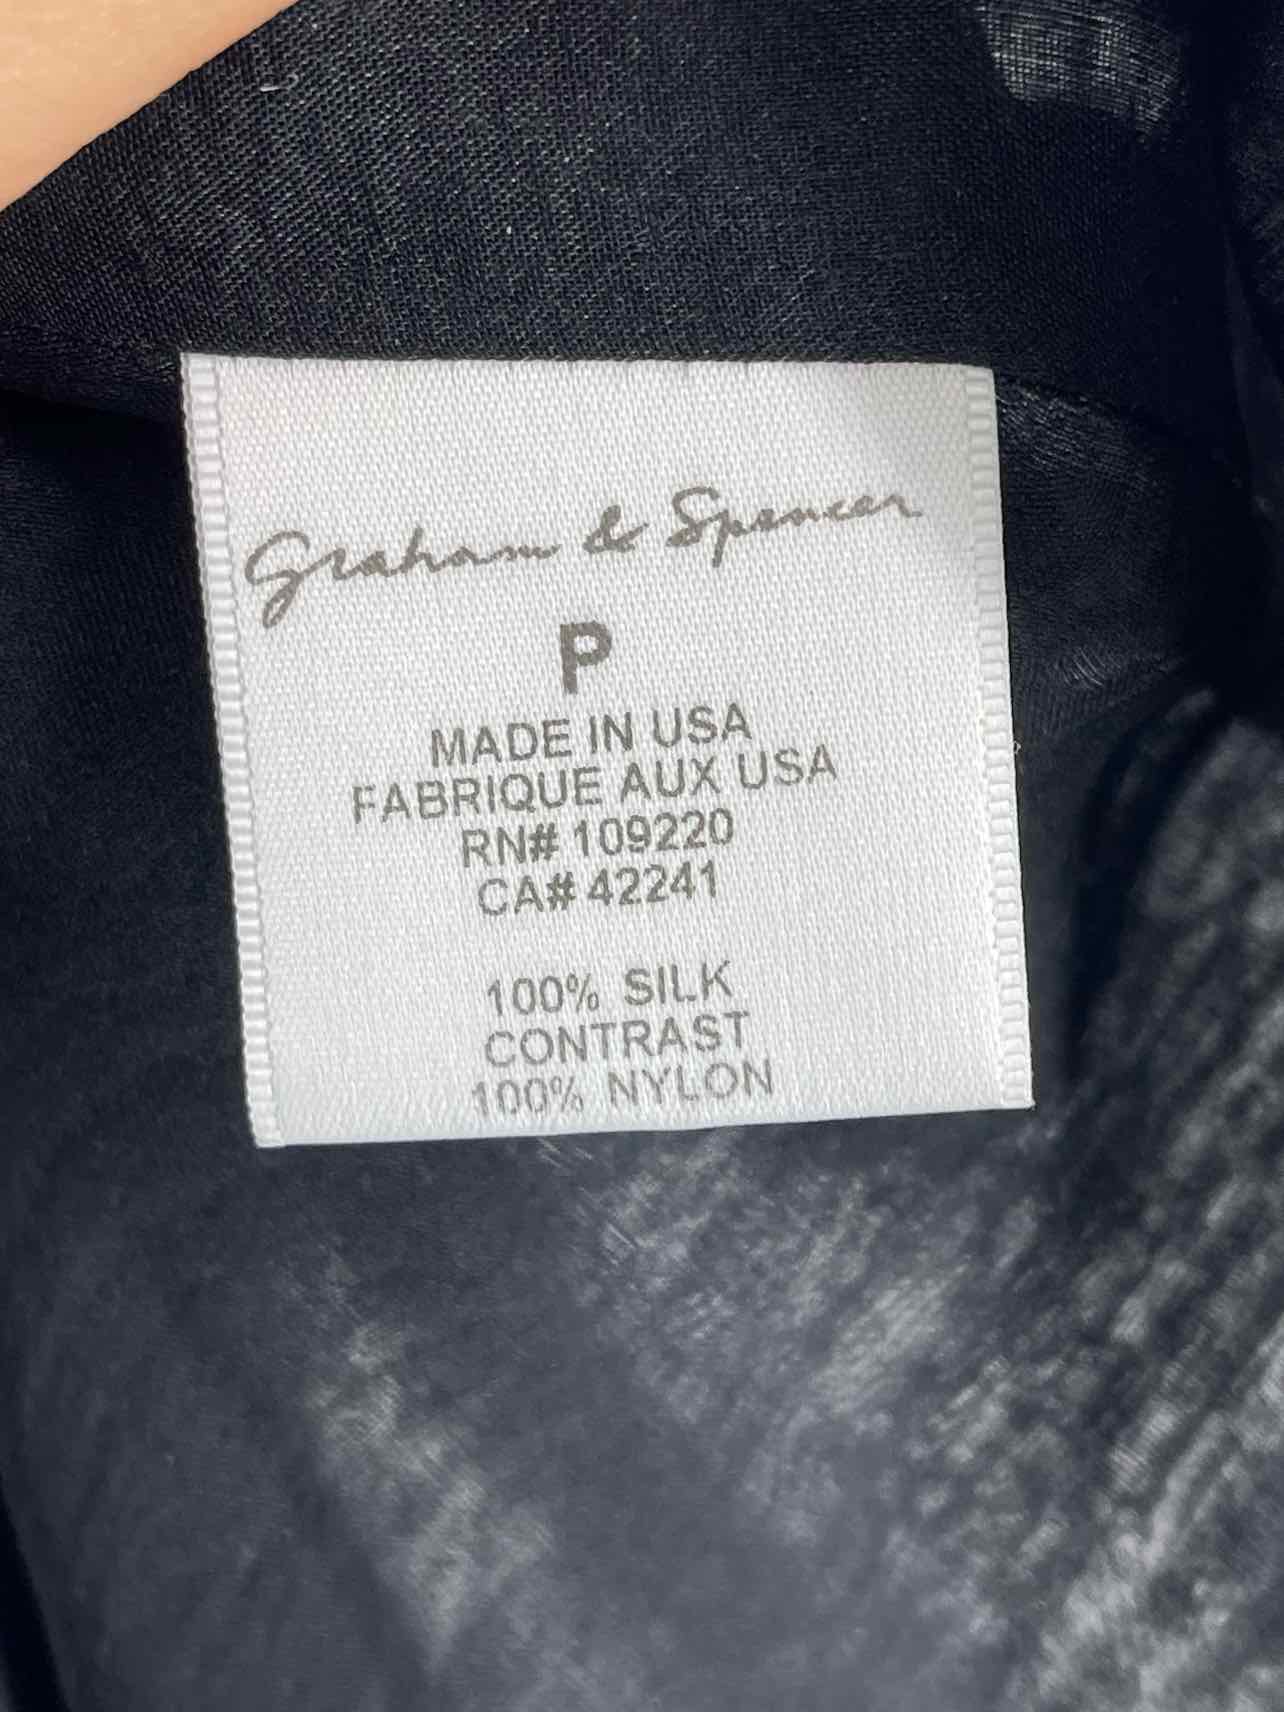 Graham & Spencer
P
MADE IN USA
FABRIQUE AUX USA
RN# 109220
CA# 42241
100% SILK
CONTRAST
100% NYLON